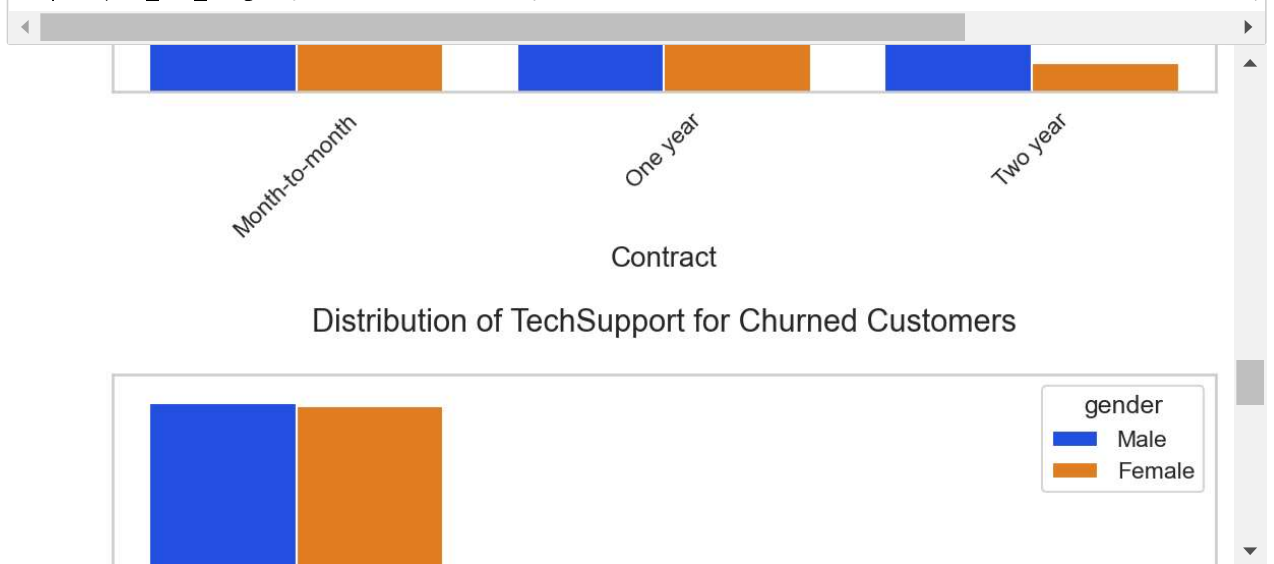 Month-to-month
One year
Two year
Contract
Distribution of TechSupport for Churned Customers
gender
Male
Female